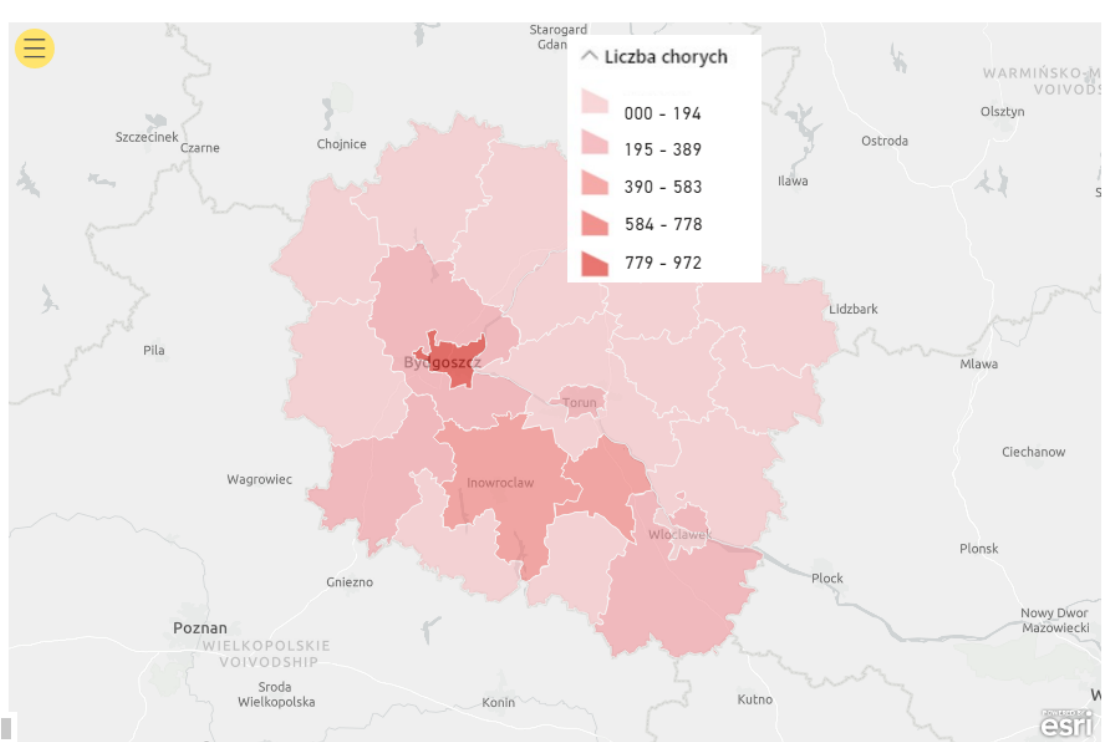 Starogard
Gdan
Liczba chorych
000 - 194
195 - 389
390 - 583
584 - 778
779 - 972
WARMIŃSKO-M
VOIVODS
Olsztyn
Szczecinek
Czarne
Chojnice
Ostroda
Ilawa
S
Lidzbark
Pila
Bydgoszcz
Mlawa
Torun
Ciechanow
Wagrowiec
Inowroclaw
Wloclawek
Plonsk
Gniezno
Plock
Nowy Dwor
Mazowiecki
Poznan
WIELKOPOLSKIE
VOIVODSHIP
Sroda
Wielkopolska
Konin
Kutno
W
POWERED BY
esri